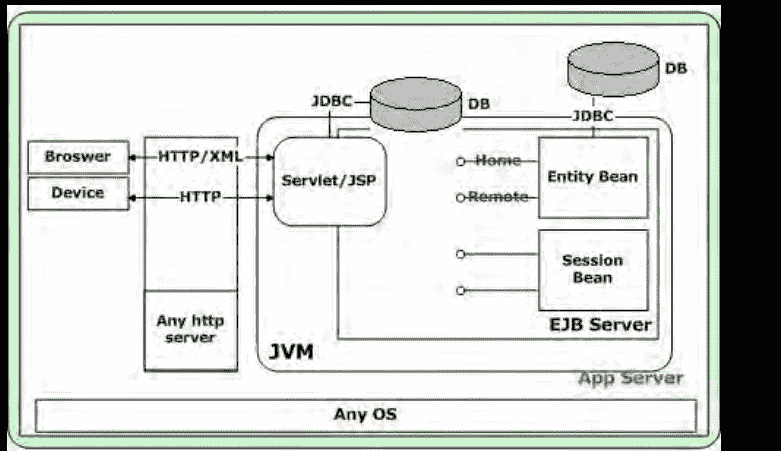 DB
DB
JDBC
JDBC
Broswer
HTTP/XML
Home
Servlet/JSP
Entity Bean
Device
HTTP
Remote
Session
Bean
Any http
server
EJB Server
JVM
App Server
Any OS